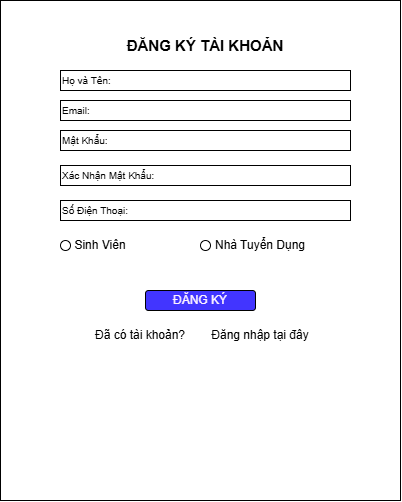 ĐĂNG KÝ TÀI KHOẢN
Họ và Tên:
Email:
Mật Khẩu:
Xác Nhận Mật Khẩu:
Số Điện Thoại:
Sinh Viên Nhà Tuyển Dụng
ĐĂNG KÝ
Đã có tài khoản? Đăng nhập tại đây